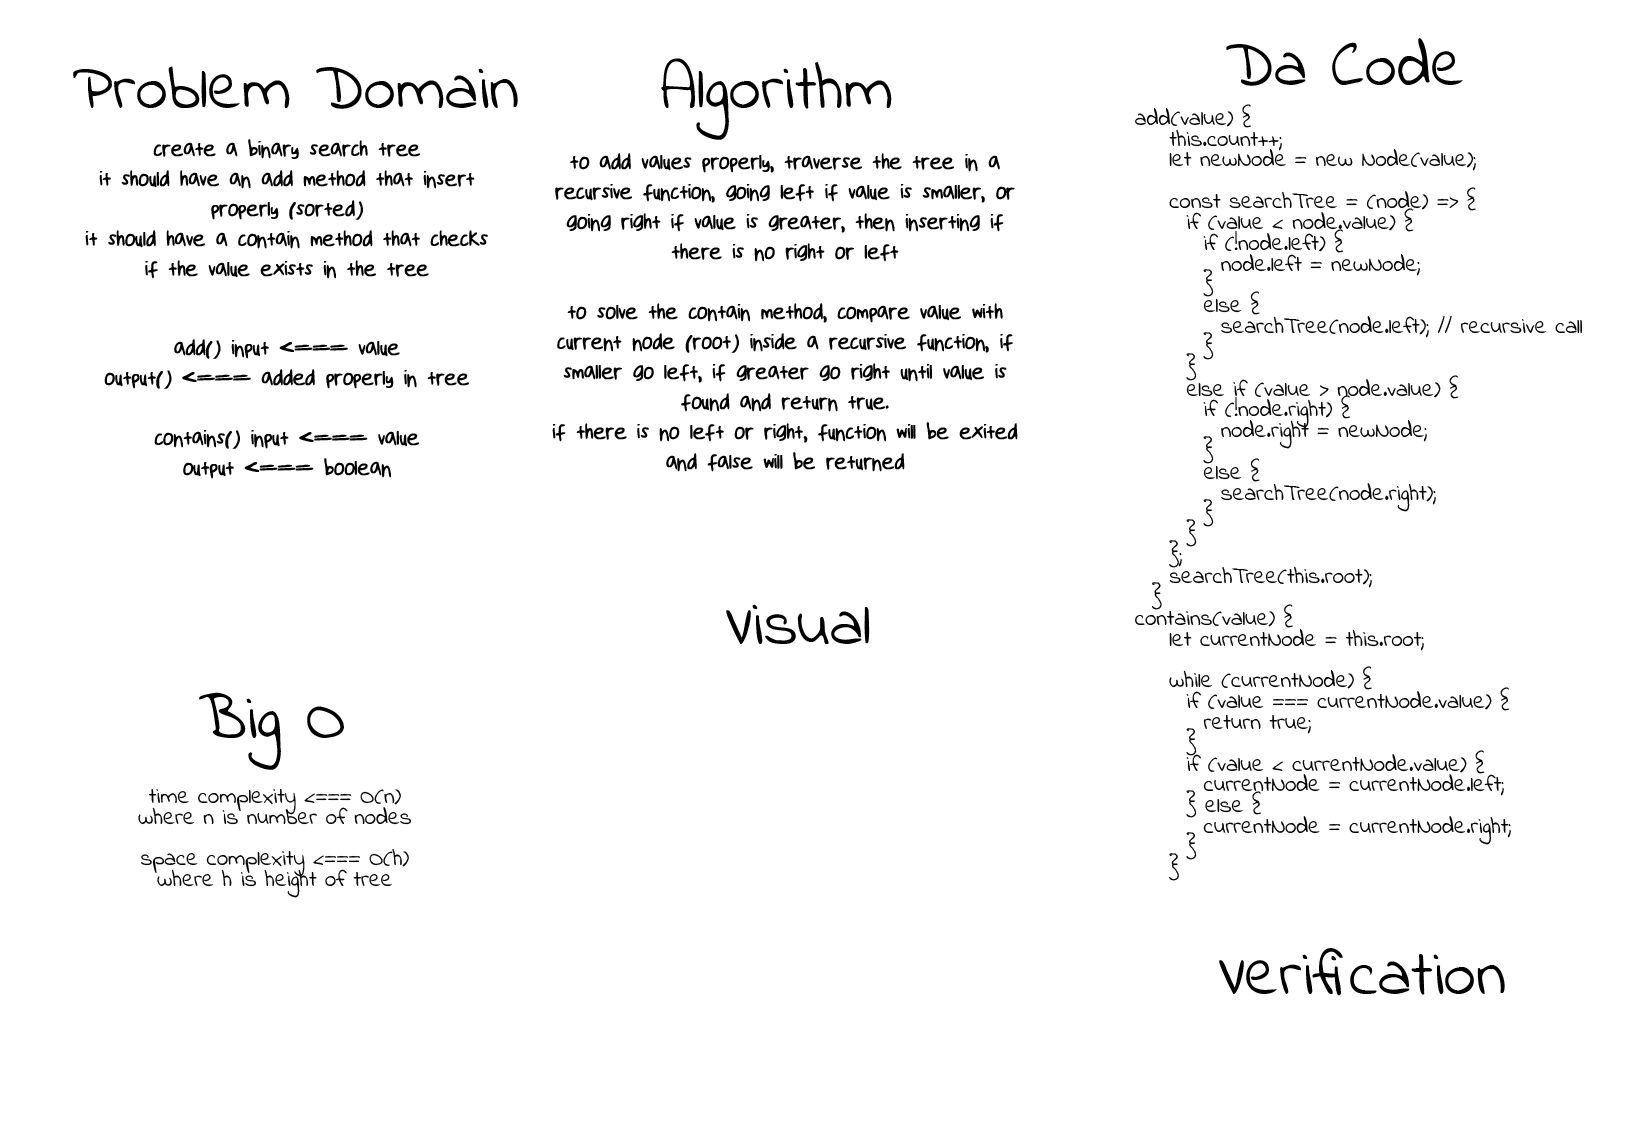 Problem Domain
create a binary search tree
it should have an add method that insert
properly (sorted)
it should have a contain method that checks
if the value exists in the tree
add() input <==== value
output() <==== added properly in tree
contains() input <==== value
output <==== boolean
Big O
time complexity <=== O(n)
where n is number of nodes
space complexity <=== O(h)
where h is height of tree
Algorithm
to add values properly, traverse the tree in a
recursive function, going left if value is smaller, or
going right if value is greater, then inserting if
there is no right or left
to solve the contain method, compare value with
current node (root) inside a recursive function, if
smaller go left, if greater go right until value is
found and return true.
if there is no left or right, function will be exited
and false will be returned
Visual
Da Code
add(value) {
this.count++;
let newNode = new Node(value);
const searchTree = (node) => {
if (value < node.value) {
if (!node.left) {
node.left = newNode;
}
else {
searchTree(node.left); // recursive call
}
}
else if (value > node.value) {
if (!node.right) {
node.right = newNode;
}
else {
searchTree(node.right);
}
}
};
searchTree(this.root);
}
contains(value) {
let currentNode = this.root;
while (currentNode) {
if (value === currentNode.value) {
return true;
}
if (value < currentNode.value) {
currentNode = currentNode.left;
} else {
currentNode = currentNode.right;
}
}
verification